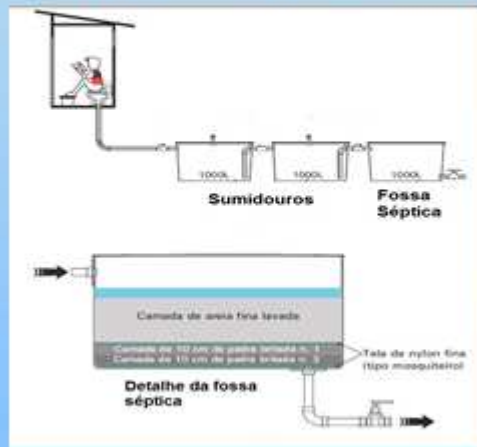 1000L
1000L
1000L
Sumidouros
Fossa
Séptica
Camada de areia fina lavada
Camada de 10 cm de pedra britada n. 1
Camada de 10 cm de pedra britada n. 3
Tela de nylon fina
(tipo mosquiteiro)
Detalhe da fossa
séptica